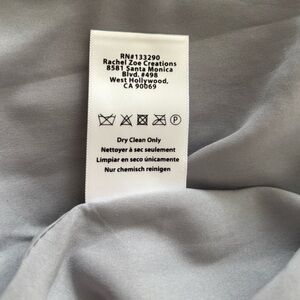 RN#133290
Rachel Zoe Creations
8581 Santa Monica
Blvd. #498
West Hollywood,
CA 90069
P
Dry Clean Only
Nettoyer à sec seulement
Limpiar en seco únicamente
Nur chemisch reinigen